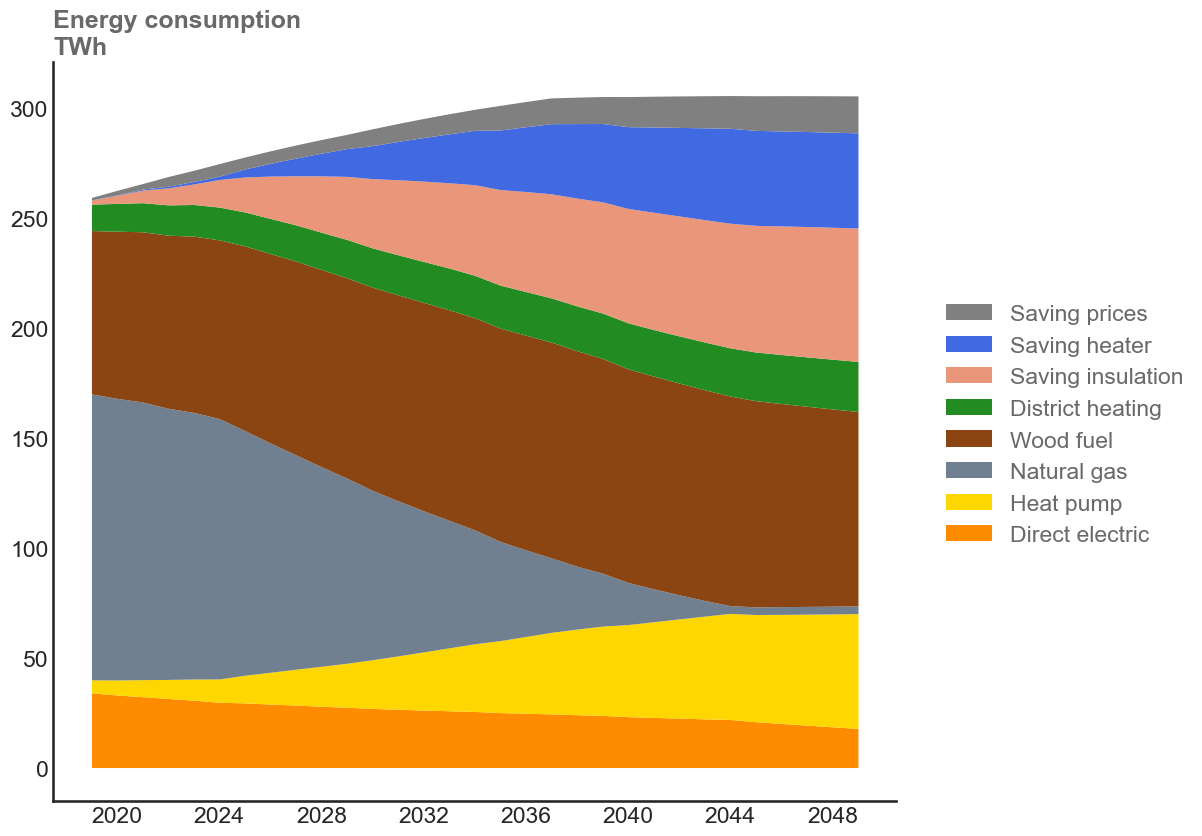 Energy consumption
TWh
300
250
200
150
100
50
0
2020 2024 2028 2032 2036 2040 2044 2048
Saving prices
Saving heater
Saving insulation
District heating
Wood fuel
Natural gas
Heat pump
Direct electric